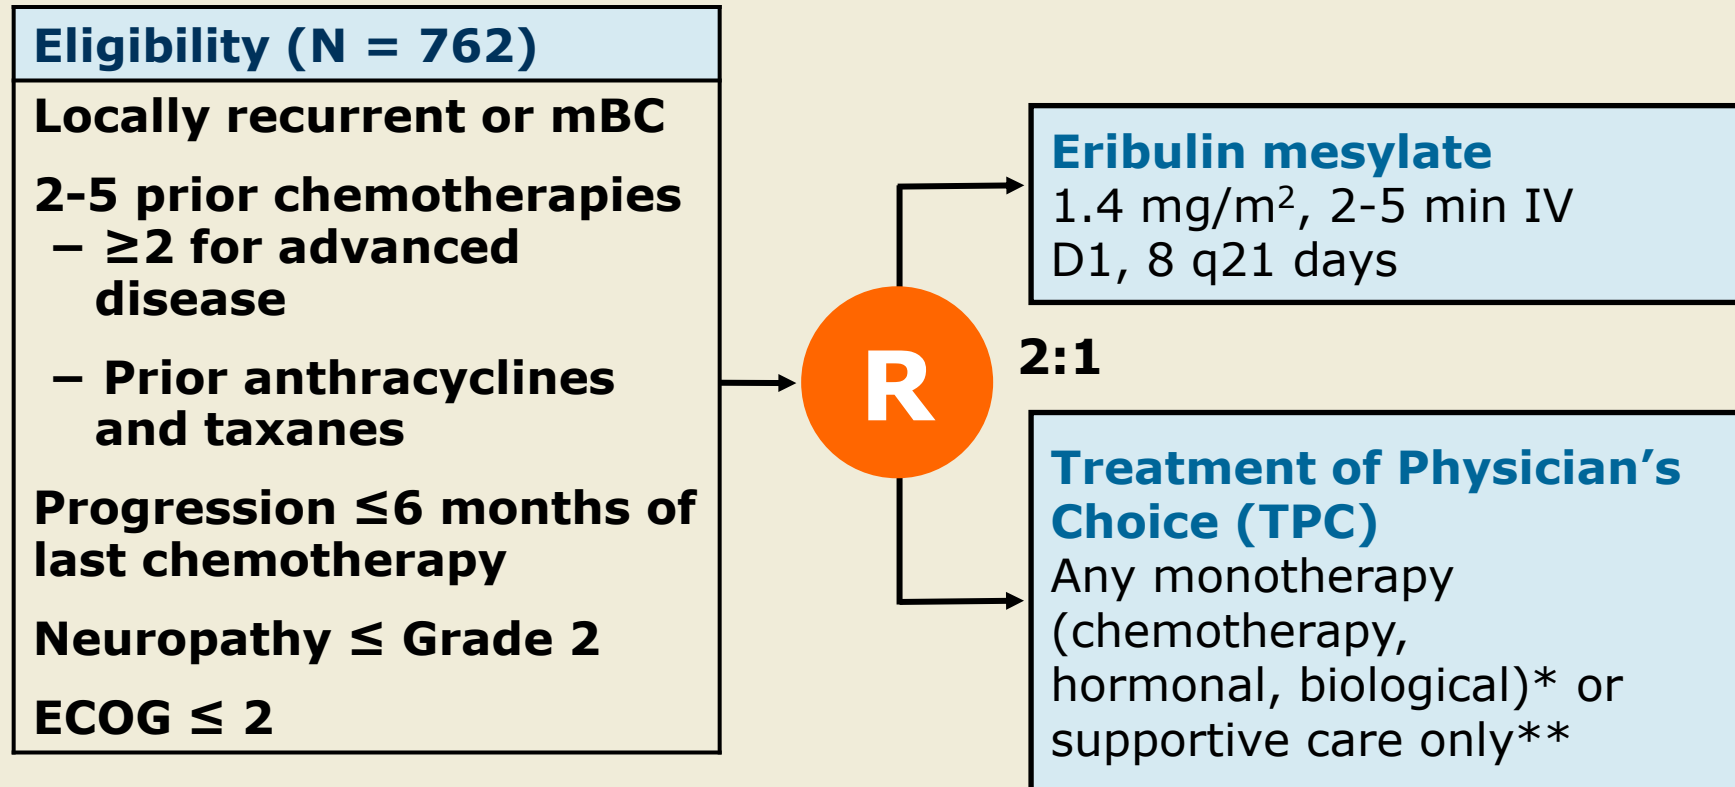 Eligibility (N = 762)
Locally recurrent or mBC
2-5 prior chemotherapies
– ≥2 for advanced
disease
– Prior anthracyclines
and taxanes
Progression ≤6 months of
last chemotherapy
Neuropathy ≤ Grade 2
ECOG ≤ 2
R
2:1
Eribulin mesylate
1.4 mg/m², 2-5 min IV
D1, 8 q21 days
Treatment of Physician’s
Choice (TPC)
Any monotherapy
(chemotherapy,
hormonal, biological)* or
supportive care only**